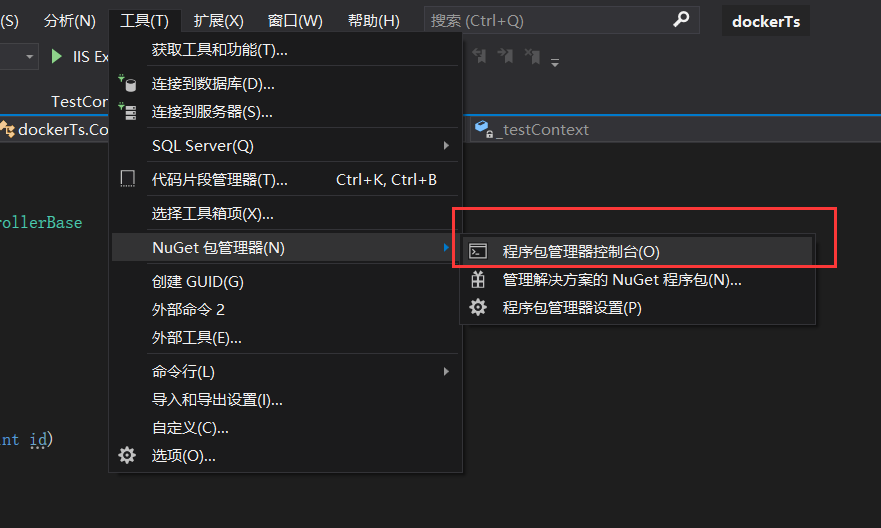 (S) 分析(N) 工具(T) 扩展(X) 窗口(W) 帮助(H) 搜索 (Ctrl+Q) dockerTs
IIS Ex
TestCor
dockerTs.Co
_testContext
rollerBase
int id)
获取工具和功能(T)...
连接到数据库(D)...
连接到服务器(S)...
SQL Server(Q)
代码片段管理器(T)... Ctrl+K, Ctrl+B
选择工具箱项(X)...
NuGet 包管理器(N)
创建 GUID(G)
外部命令 2
外部工具(E)...
命令行(L)
导入和导出设置(I)...
自定义(C)...
选项(O)...
程序包管理器控制台(O)
管理解决方案的 NuGet 程序包(N)...
程序包管理器设置(P)